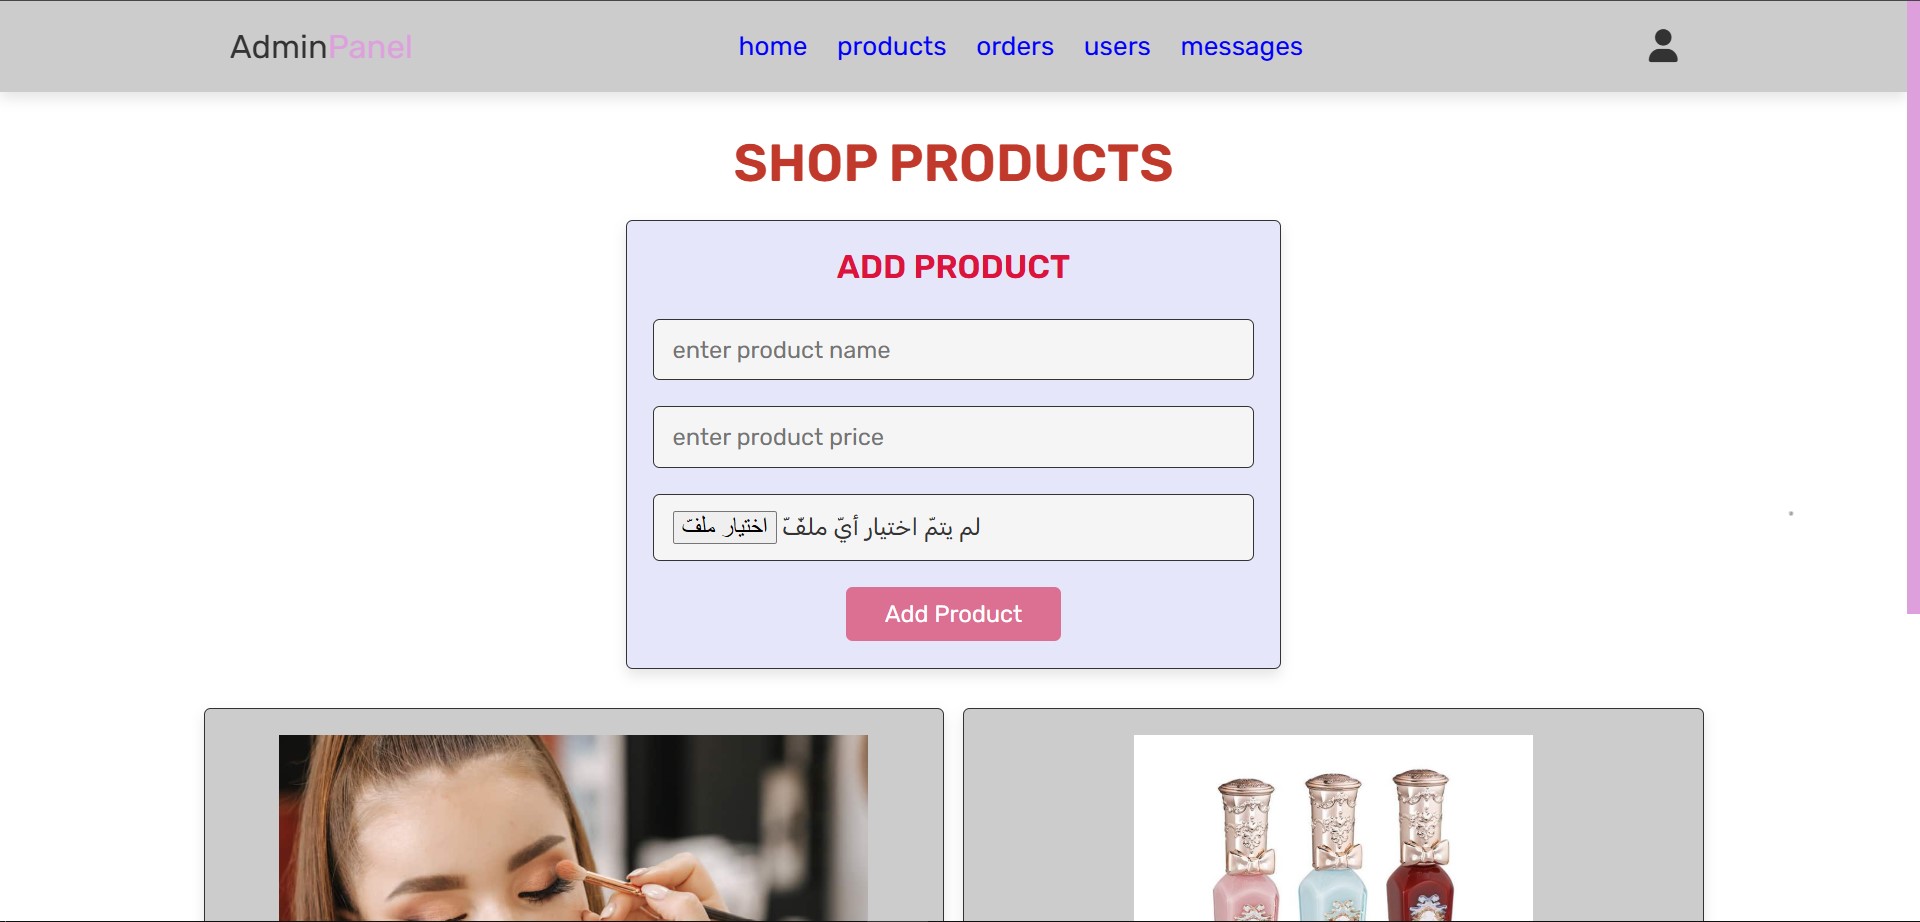 AdminPanel
home products orders users messages
SHOP PRODUCTS
ADD PRODUCT
enter product name
enter product price
اختيار ملفّ لم يتمّ اختيار أيّ ملفّ
Add Product